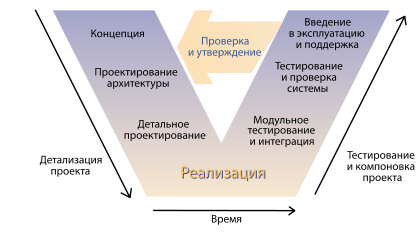 Концепция
Проектирование
архитектуры
Детальное
проектирование
Проверка
и утверждение
Введение
в эксплуатацию
и поддержка
Тестирование
и проверка
системы
Модульное
тестирование
и интеграция
Реализация
Детализация
проекта
Тестирование
и компоновка
проекта
Время